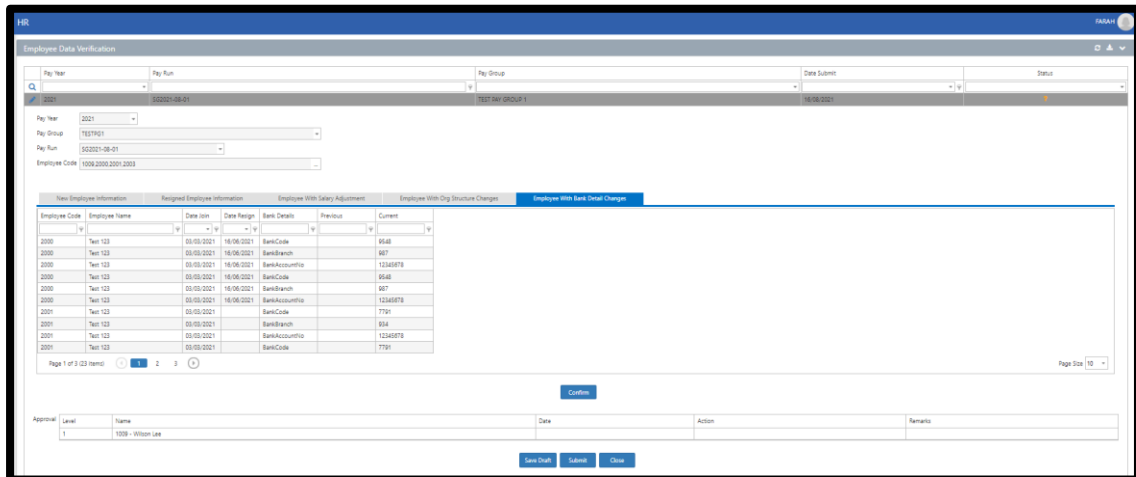 HR FARAH
Employee Data Verification
Pay Year Pay Run Pay Group Date Submit Status
2021 SG2021-08-01 TEST PAY GROUP 1 16/08/2021
Pay Year 2021
Pay Group TESTPG1
Pay Run SG2021-08-01
Employee Code 1009,2000,2001,2003 ...
New Employee Information Resigned Employee Information Employee With Salary Adjustment Employee With Org Structure Changes Employee With Bank Detail Changes
Employee Code Employee Name Date Join Date Resign Bank Details Previous Current
2000 Test 123 03/03/2021 16/06/2021 BankCode 9548
2000 Test 123 03/03/2021 16/06/2021 BankBranch 987
2000 Test 123 03/03/2021 16/06/2021 BankAccountNo 12345678
2000 Test 123 03/03/2021 16/06/2021 BankCode 9548
2000 Test 123 03/03/2021 16/06/2021 BankBranch 987
2000 Test 123 03/03/2021 16/06/2021 BankAccountNo 12345678
2001 Test 123 03/03/2021 BankCode 7791
2001 Test 123 03/03/2021 BankBranch 934
2001 Test 123 03/03/2021 BankAccountNo 12345678
2001 Test 123 03/03/2021 BankCode 7791
Page 1 of 3 (23 items) 1 2 3 Page Size 10
Confirm
Approval Level Name Date Action Remarks
1 1009 - Wilson Lee
Save Draft Submit Close